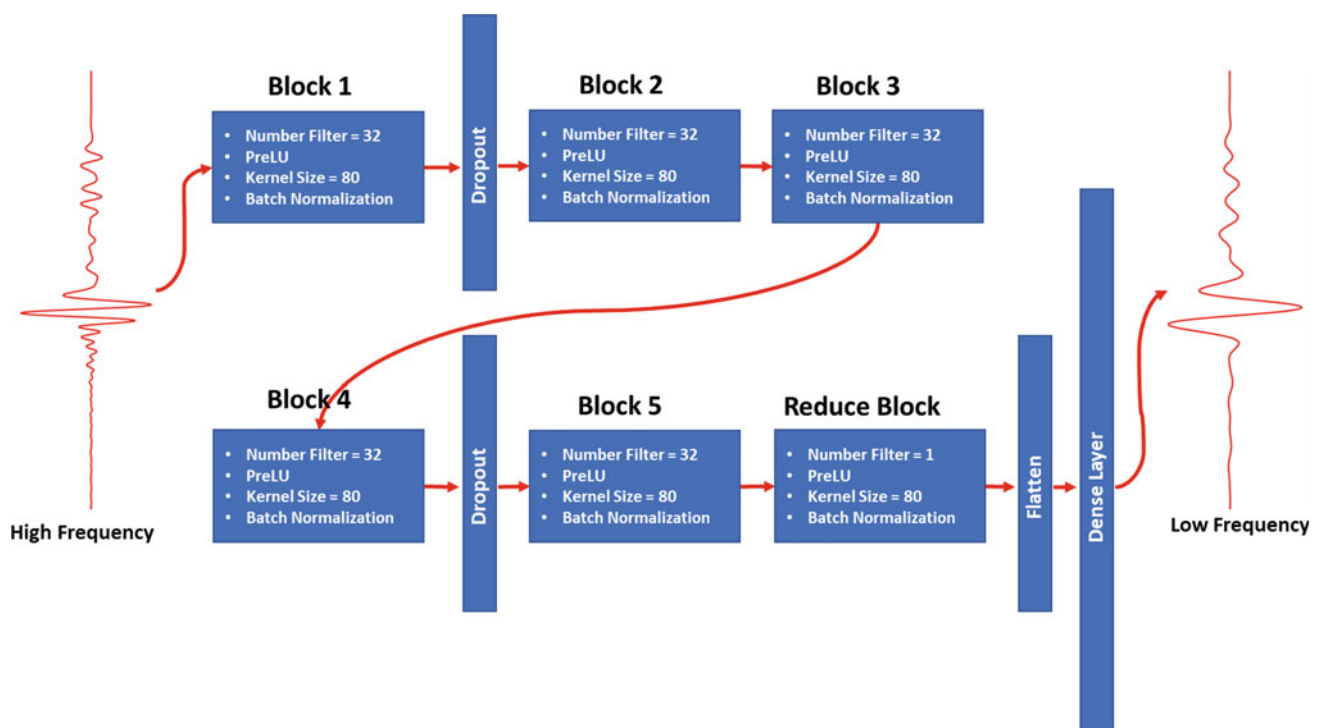 Block 1
• Number Filter = 32
• PreLU
• Kernel Size = 80
• Batch Normalization
Dropout
Block 2
• Number Filter = 32
• PreLU
• Kernel Size = 80
• Batch Normalization
Block 3
• Number Filter = 32
• PreLU
• Kernel Size = 80
• Batch Normalization
High Frequency
Block 4
• Number Filter = 32
• PreLU
• Kernel Size = 80
• Batch Normalization
Dropout
Block 5
• Number Filter = 32
• PreLU
• Kernel Size = 80
• Batch Normalization
Reduce Block
• Number Filter = 1
• PreLU
• Kernel Size = 80
• Batch Normalization
Flatten
Dense Layer
Low Frequency